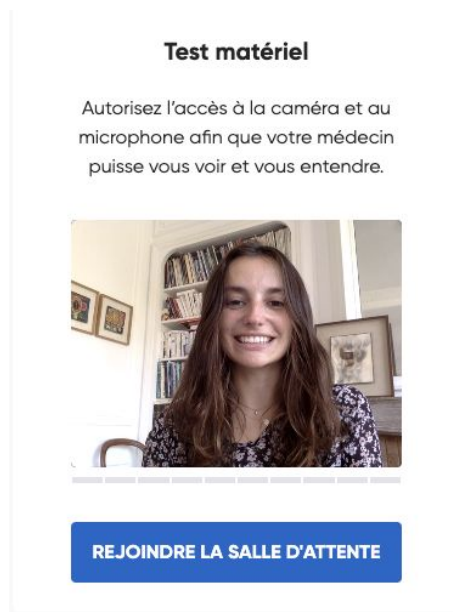 Test matériel
Autorisez l'accès à la caméra et au
microphone afin que votre médecin
puisse vous voir et vous entendre.
REJOINDRE LA SALLE D'ATTENTE